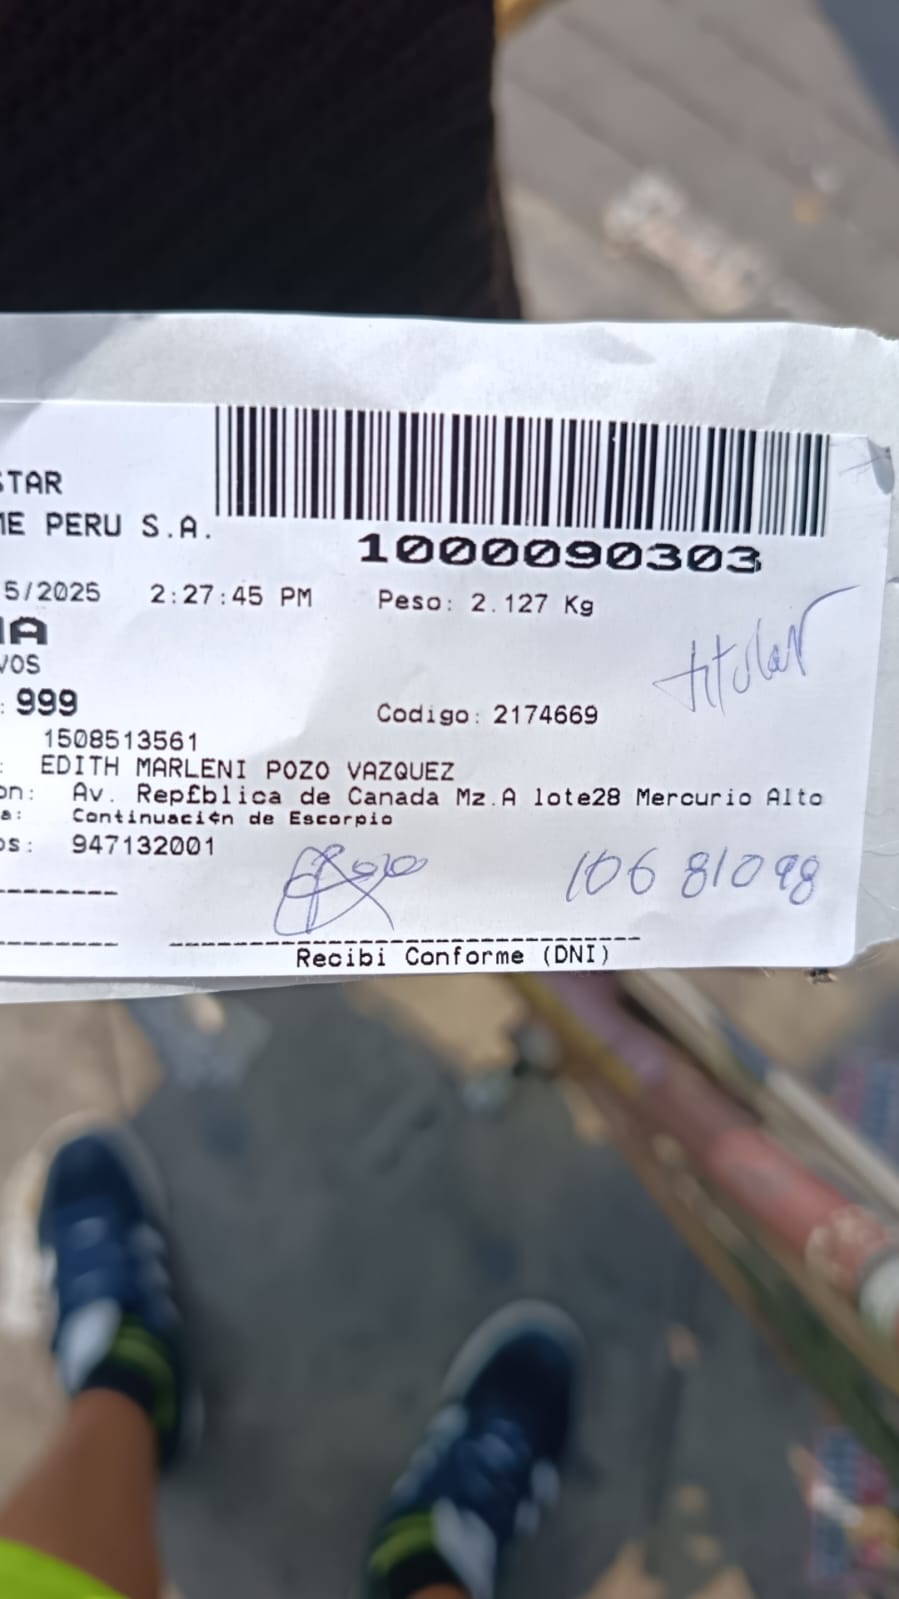 STAR
ME PERU S.A.
1000090303
5/2025 2:27:45 PM Peso: 2.127 Kg
NA
VOS
titular
: 999 Codigo: 2174669
1508513561
: EDITH MARLENI POZO VAZQUEZ
on: Av. Rep£blica de Canada Mz.A lote28 Mercurio Alto
a: Continuaci¢n de Escorpio
os: 947132001
10681098
Recibi Conforme (DNI)